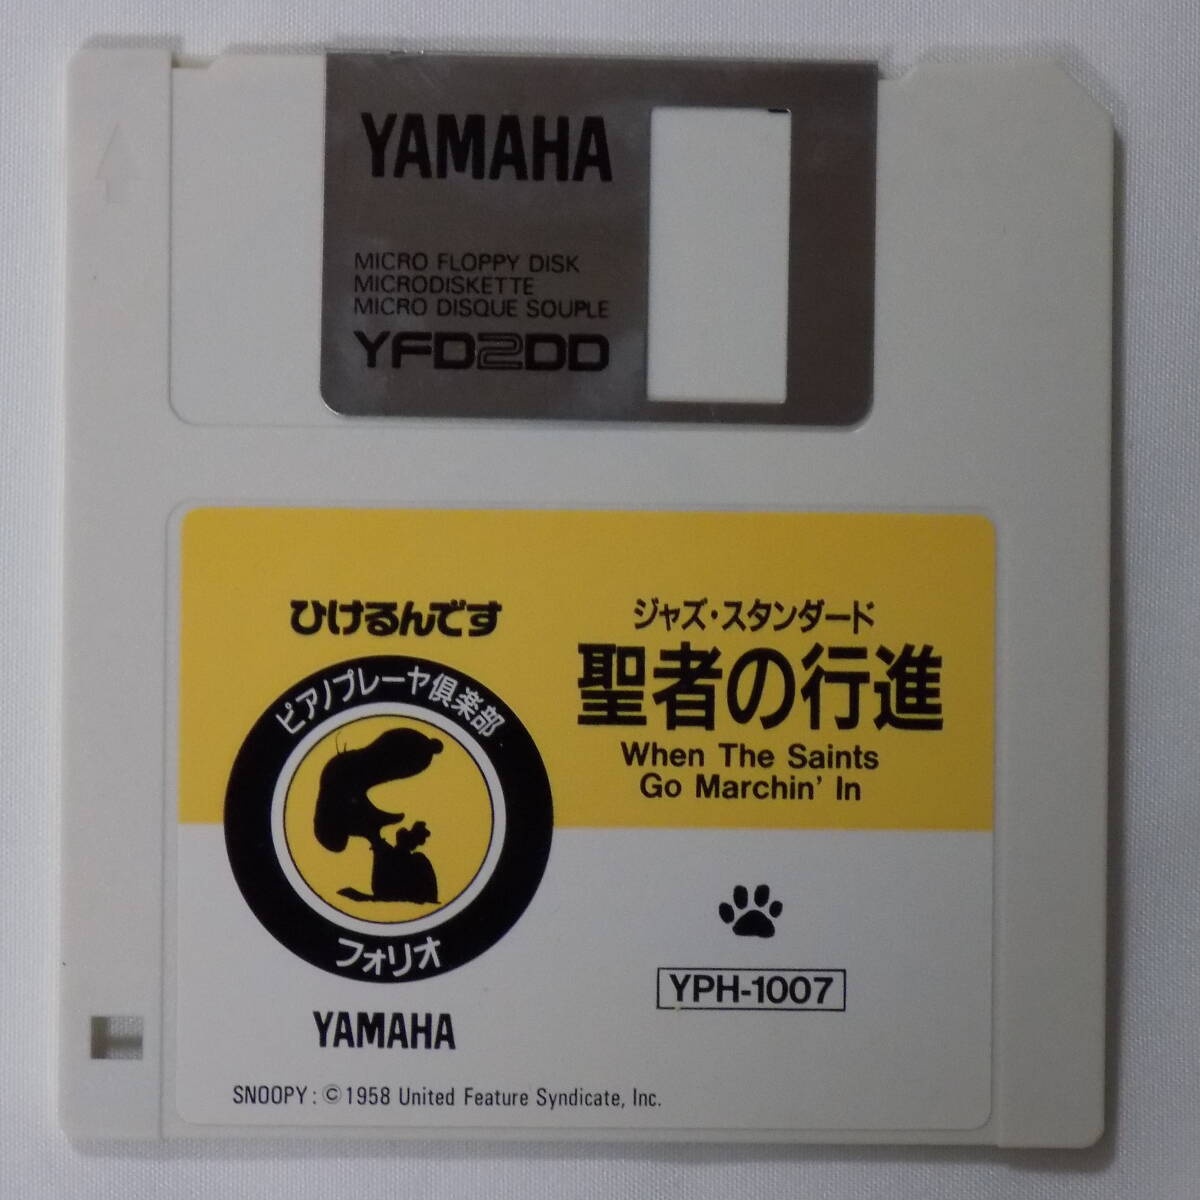 YAMAHA
MICRO FLOPPY DISK
MICRODISKETTE
MICRO DISQUE SOUPLE
YFD2DD
ひけるんです
ピアノプレーヤ倶楽部
フォリオ
YAMAHA
ジャズ・スタンダード
聖者の行進
When The Saints
Go Marchin' In
YPH-1007
SNOOPY: ©1958 United Feature Syndicate, Inc.